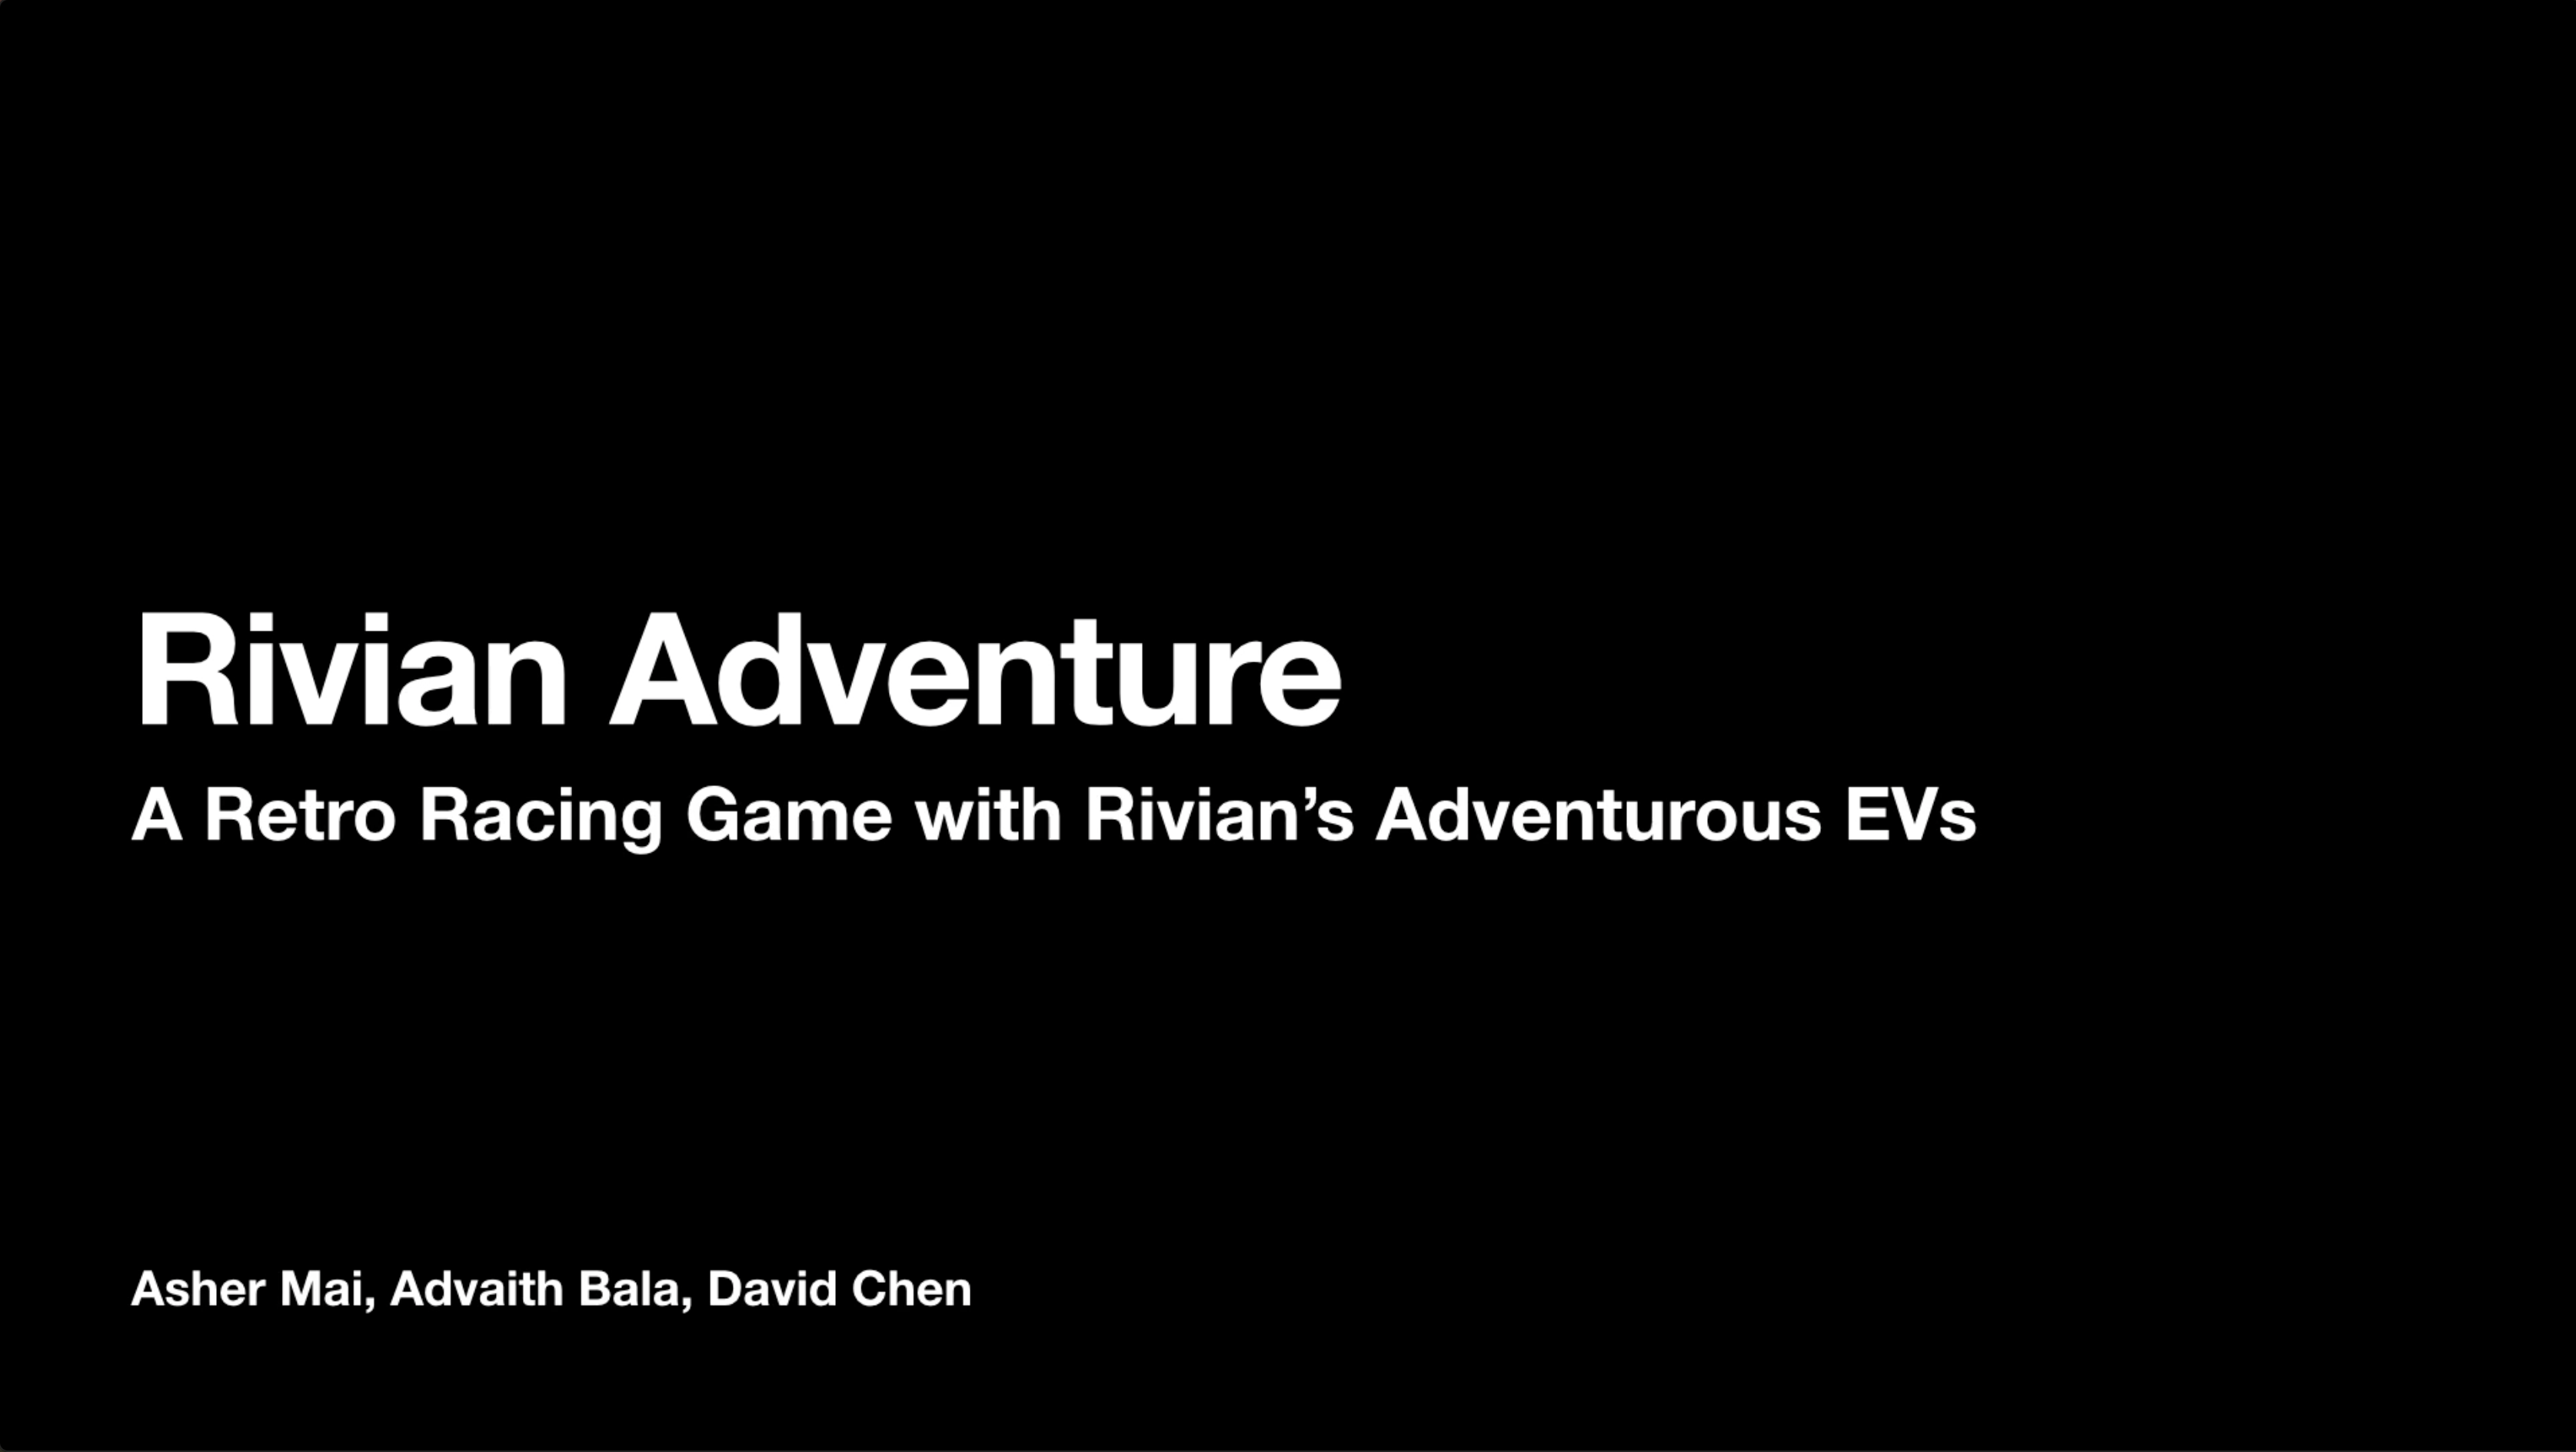 Rivian Adventure
A Retro Racing Game with Rivian’s Adventurous EVs
Asher Mai, Advaith Bala, David Chen